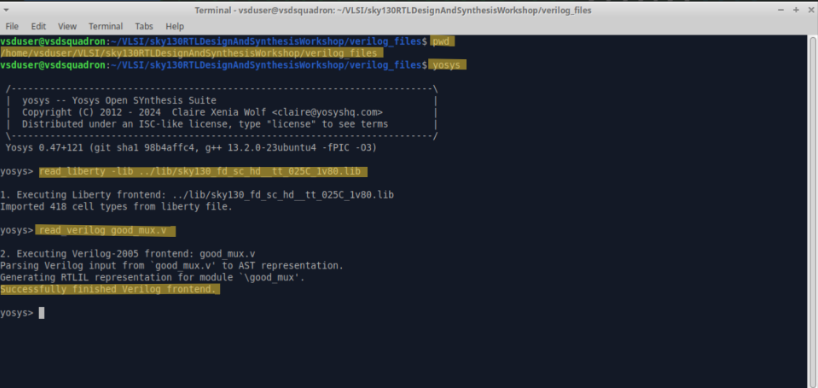 Terminal - vsduser@vsdsquadron: ~/VLSI/sky130RTLDesignAndSynthesisWorkshop/verilog_files
File Edit View Terminal Tabs Help
vsduser@vsdsquadron:~/VLSI/sky130RTLDesignAndSynthesisWorkshop/verilog_files$ pwd
/home/vsduser/VLSI/sky130RTLDesignAndSynthesisWorkshop/verilog_files
vsduser@vsdsquadron:~/VLSI/sky130RTLDesignAndSynthesisWorkshop/verilog_files$ yosys
/----------------------------------------------------------------------------\
| yosys -- Yosys Open SYnthesis Suite |
| Copyright (C) 2012 - 2024 Claire Xenia Wolf <claire@yosyshq.com> |
| Distributed under an ISC-like license, type "license" to see terms |
\----------------------------------------------------------------------------/
Yosys 0.47+121 (git sha1 98b4affc4, g++ 13.2.0-23ubuntu4 -fPIC -O3)
yosys> read_liberty -lib ../lib/sky130_fd_sc_hd__tt_025C_1v80.lib
1. Executing Liberty frontend: ../lib/sky130_fd_sc_hd__tt_025C_1v80.lib
Imported 418 cell types from liberty file.
yosys> read_verilog good_mux.v
2. Executing Verilog-2005 frontend: good_mux.v
Parsing Verilog input from `good_mux.v' to AST representation.
Generating RTLIL representation for module `\good_mux'.
Successfully finished Verilog frontend.
yosys>